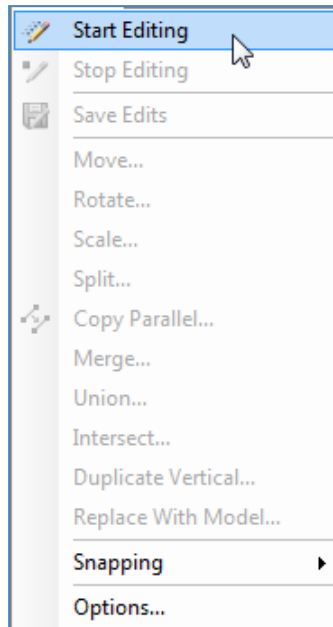 Start Editing
Stop Editing
Save Edits
Move...
Rotate...
Scale...
Split...
Copy Parallel...
Merge...
Union...
Intersect...
Duplicate Vertical...
Replace With Model...
Snapping
Options...